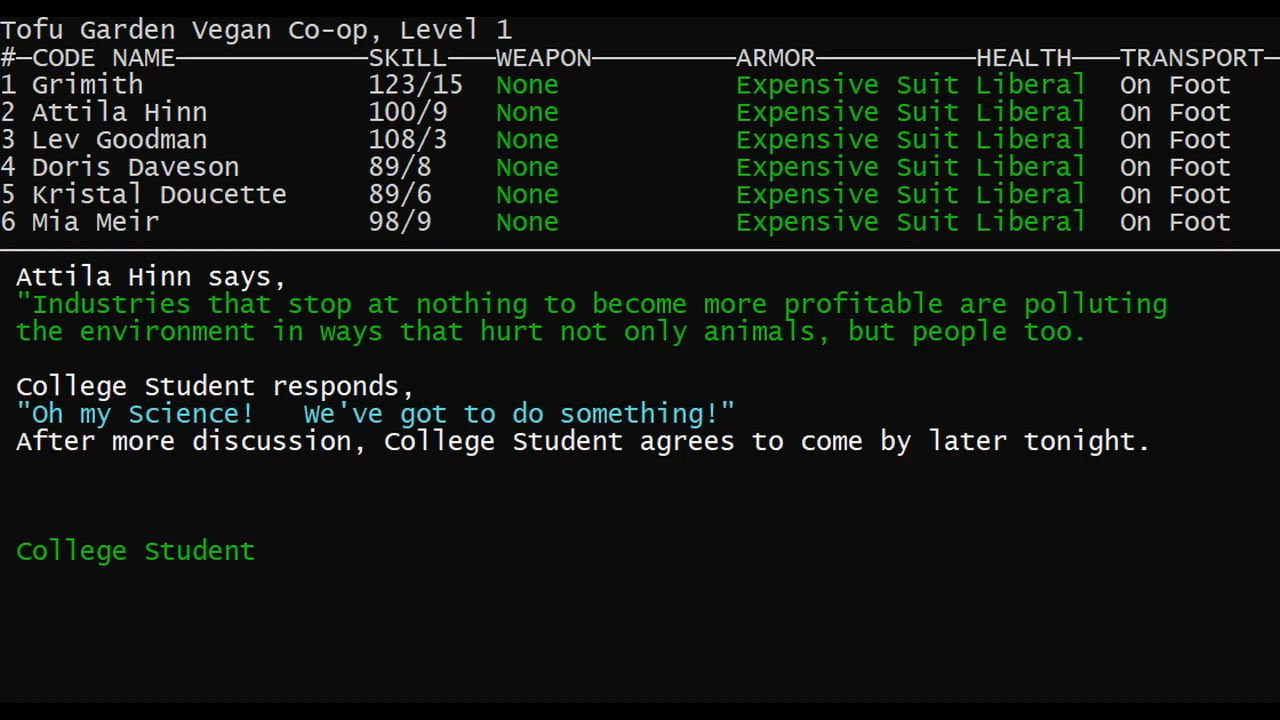 Tofu Garden Vegan Co-op, Level 1
#—CODE NAME————————————SKILL———WEAPON—————————ARMOR——————————HEALTH———TRANSPORT—
1 Grimith 123/15 None Expensive Suit Liberal On Foot
2 Attila Hinn 100/9 None Expensive Suit Liberal On Foot
3 Lev Goodman 108/3 None Expensive Suit Liberal On Foot
4 Doris Daveson 89/8 None Expensive Suit Liberal On Foot
5 Kristal Doucette 89/6 None Expensive Suit Liberal On Foot
6 Mia Meir 98/9 None Expensive Suit Liberal On Foot
Attila Hinn says,
"Industries that stop at nothing to become more profitable are polluting
the environment in ways that hurt not only animals, but people too.
College Student responds,
"Oh my Science!   We've got to do something!"
After more discussion, College Student agrees to come by later tonight.
College Student